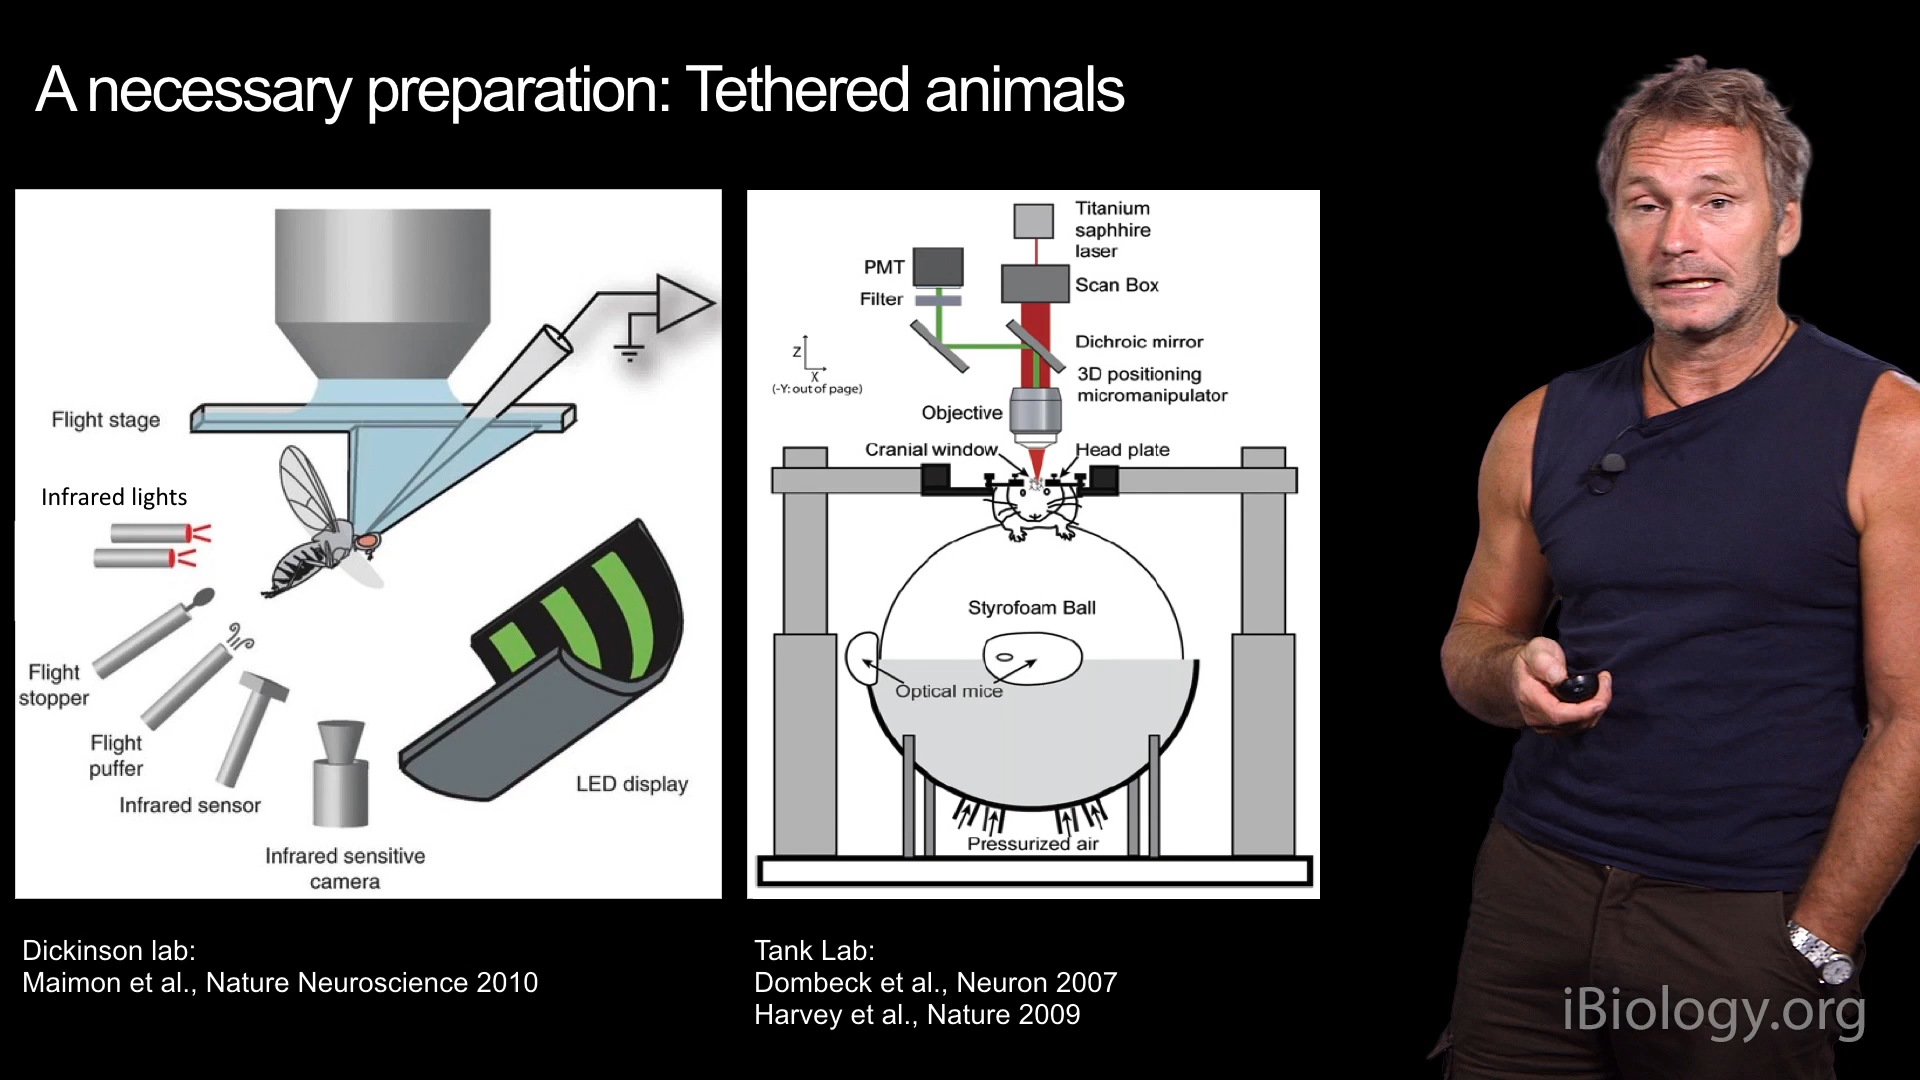 A necessary preparation: Tethered animals
Flight stage
Infrared lights
Flight
stopper
Flight
puffer
Infrared sensor
Infrared sensitive
camera
LED display
Titanium
saphhire
laser
PMT
Scan Box
Filter
Dichroic mirror
Z
X
(-Y: out of page)
3D positioning
micromanipulator
Objective
Cranial window
Head plate
Styrofoam Ball
Optical mice
Pressurized air
Dickinson lab:
Maimon et al., Nature Neuroscience 2010
Tank Lab:
Dombeck et al., Neuron 2007
Harvey et al., Nature 2009
iBiology.org